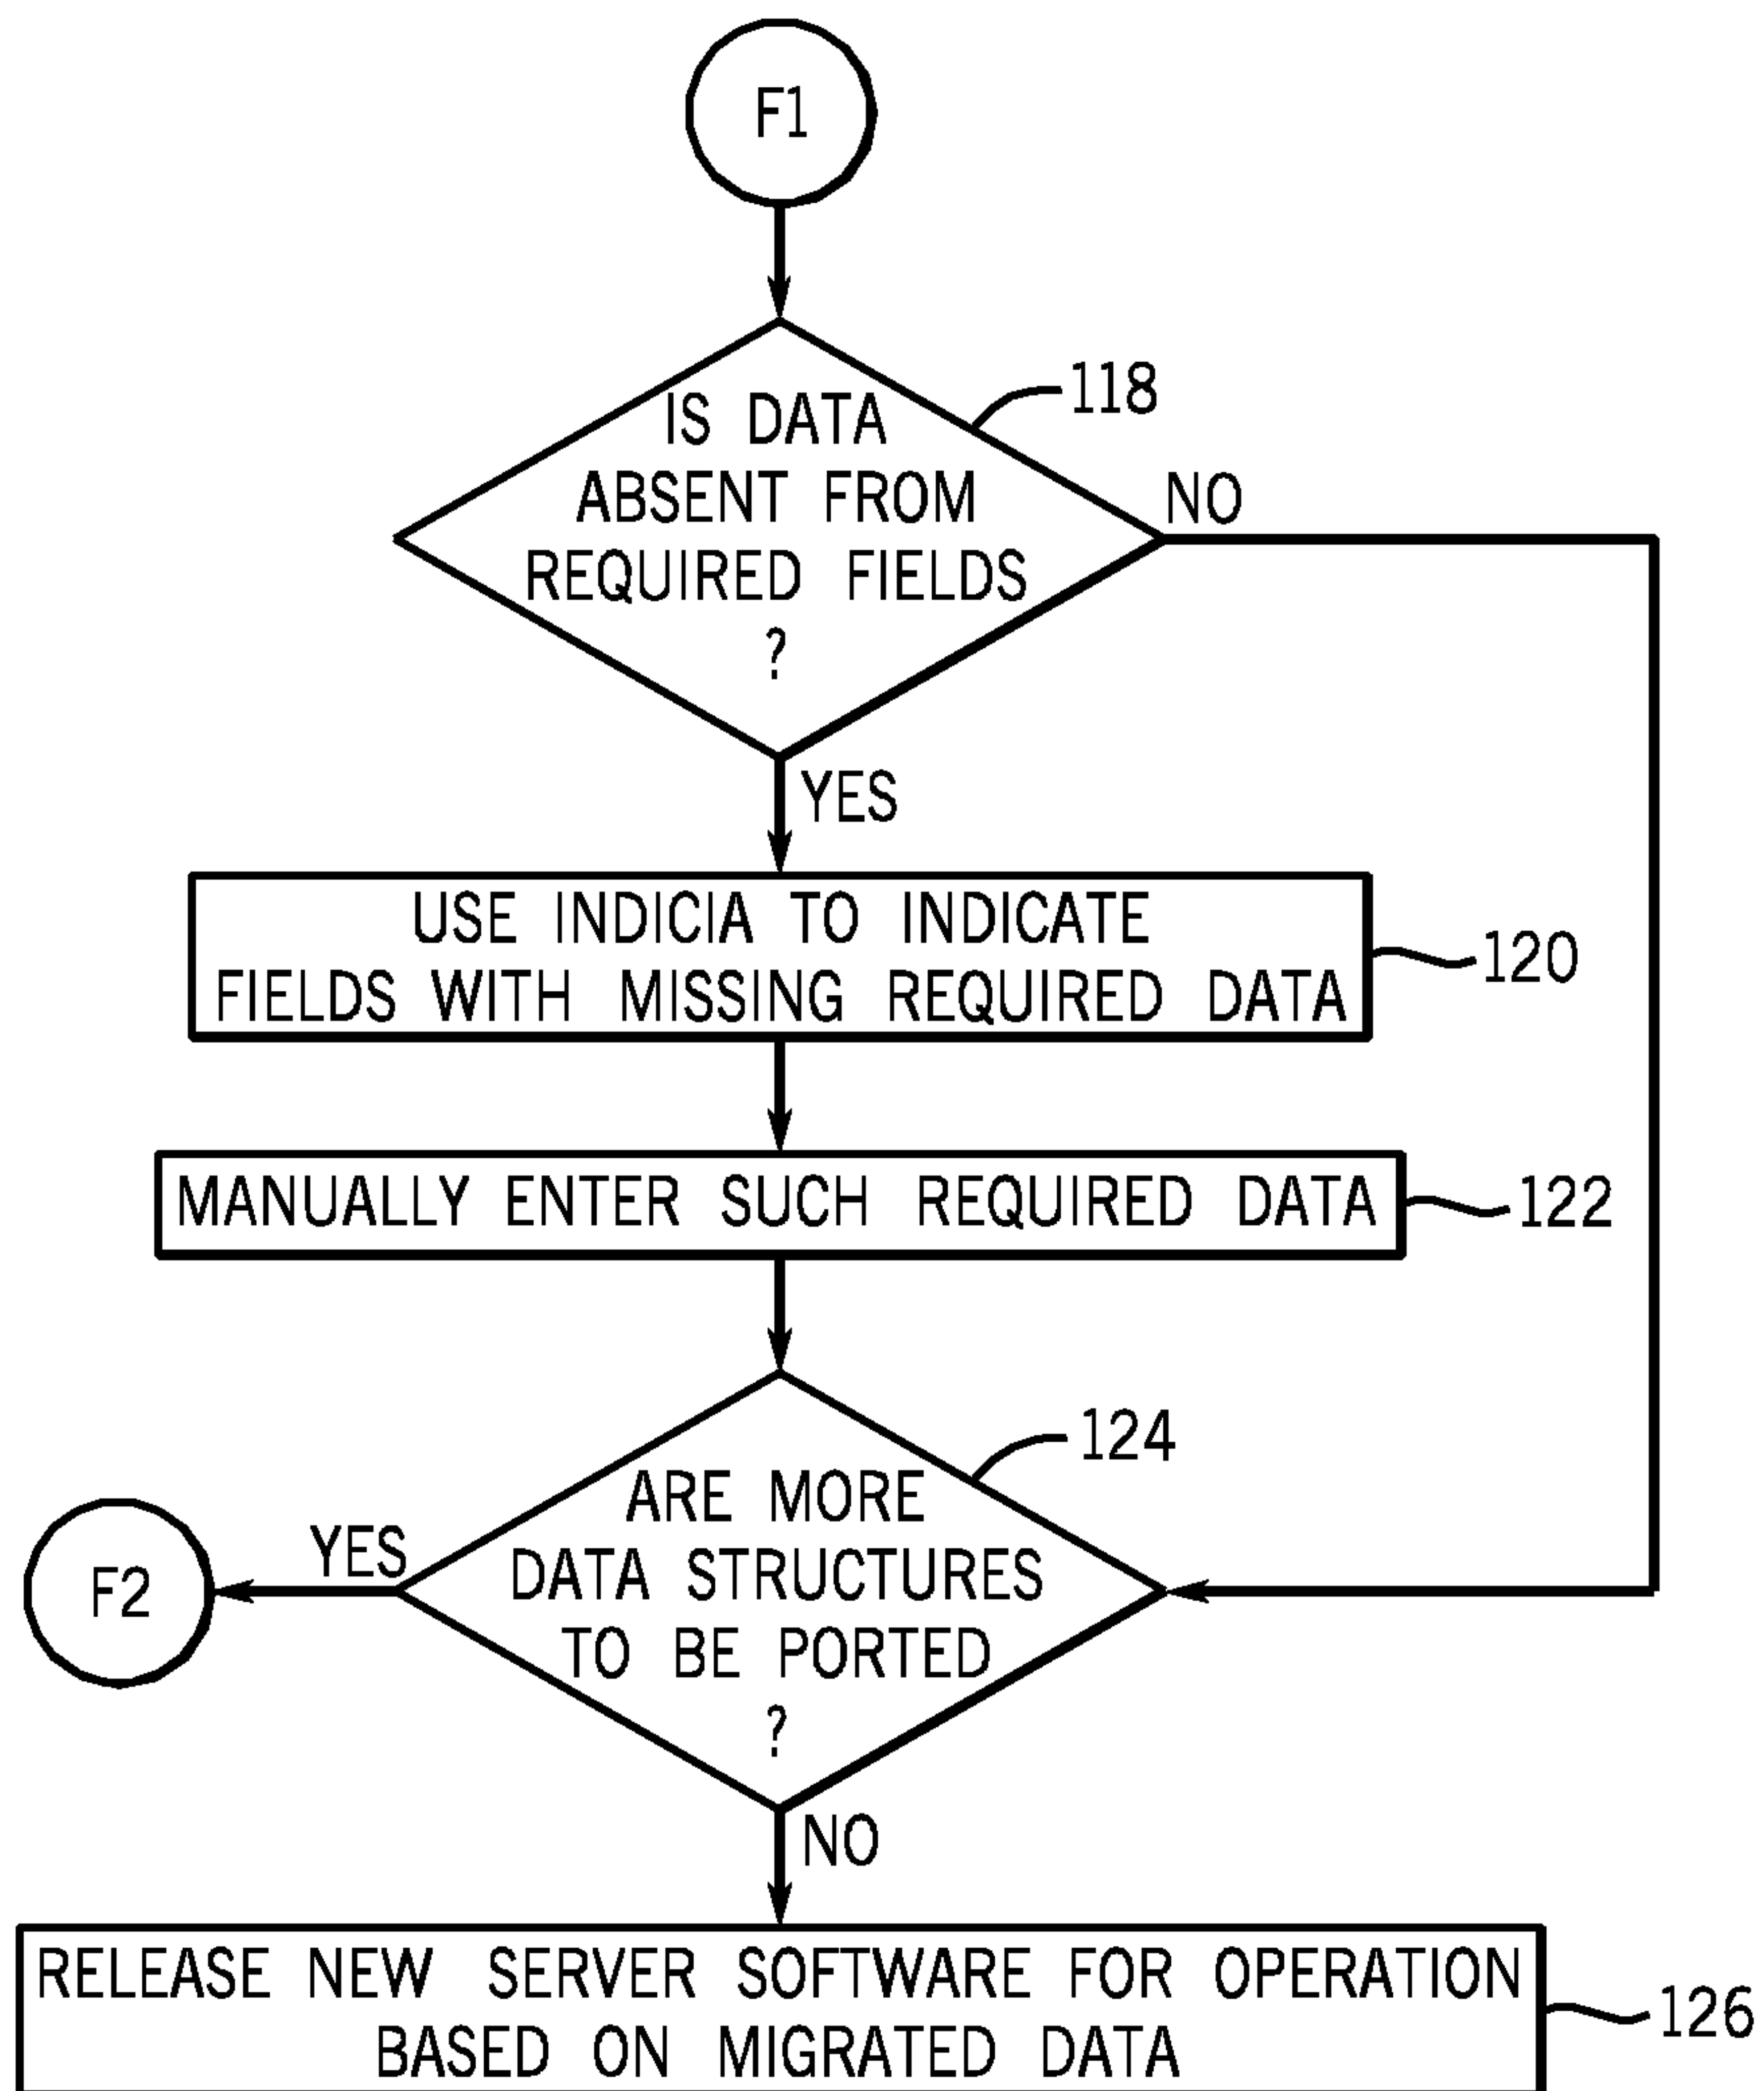 F1
118
IS DATA
ABSENT FROM
REQUIRED FIELDS
?
NO
YES
USE INDICIA TO INDICATE
FIELDS WITH MISSING REQUIRED DATA
120
MANUALLY ENTER SUCH REQUIRED DATA
122
124
ARE MORE
DATA STRUCTURES
TO BE PORTED
?
YES
F2
NO
RELEASE NEW SERVER SOFTWARE FOR OPERATION
BASED ON MIGRATED DATA
126